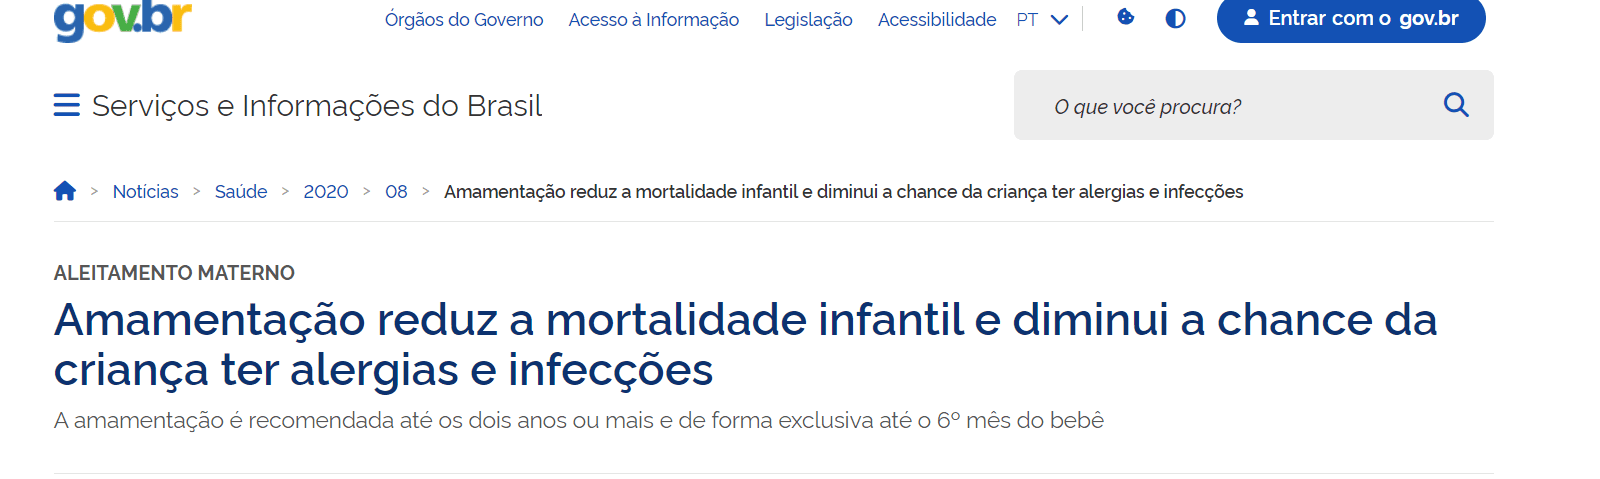 gov.br
Órgãos do Governo Acesso à Informação Legislação Acessibilidade PT Entrar com o gov.br
Serviços e Informações do Brasil
O que você procura?
> Notícias > Saúde > 2020 > 08 > Amamentação reduz a mortalidade infantil e diminui a chance da criança ter alergias e infecções
ALEITAMENTO MATERNO
Amamentação reduz a mortalidade infantil e diminui a chance da
criança ter alergias e infecções
A amamentação é recomendada até os dois anos ou mais e de forma exclusiva até o 6º mês do bebê